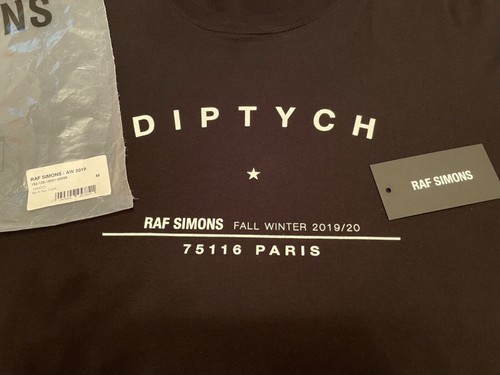 NS
RAF SIMONS / AW 2019
M
DIPTYCH
RAF SIMONS
RAF SIMONS FALL WINTER 2019/20
75116 PARIS